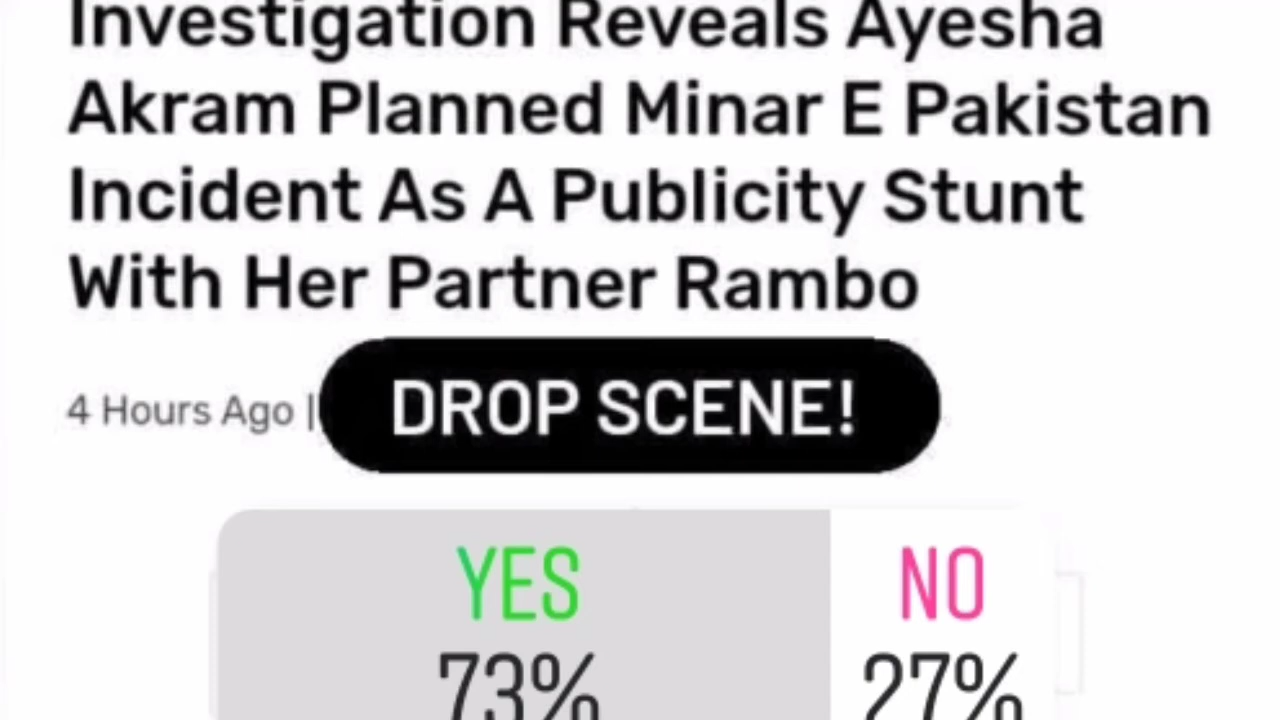 Investigation Reveals Ayesha
Akram Planned Minar E Pakistan
Incident As A Publicity Stunt
With Her Partner Rambo
4 Hours Ago |
DROP SCENE!
YES NO
73% 27%